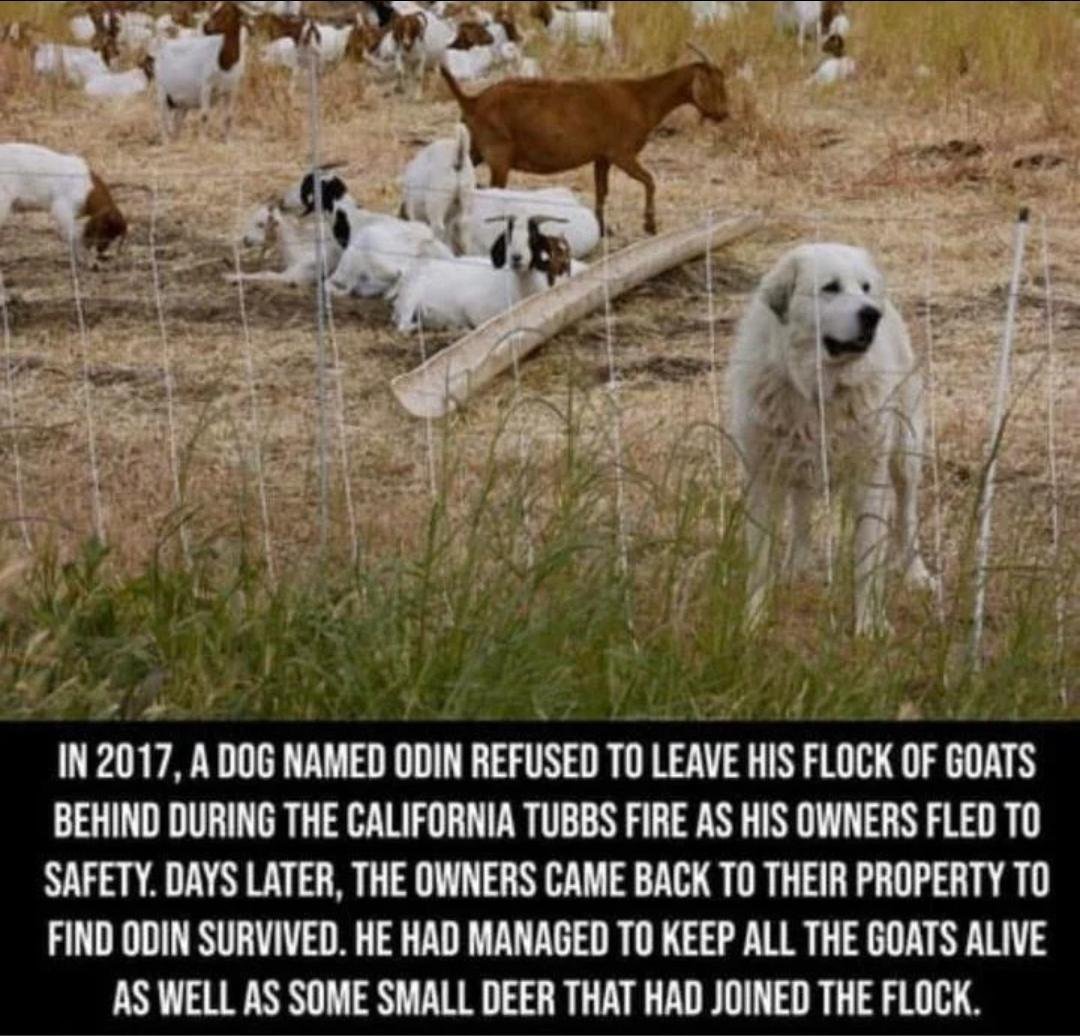 IN 2017, A DOG NAMED ODIN REFUSED TO LEAVE HIS FLOCK OF GOATS
BEHIND DURING THE CALIFORNIA TUBBS FIRE AS HIS OWNERS FLED TO
SAFETY. DAYS LATER, THE OWNERS CAME BACK TO THEIR PROPERTY TO
FIND ODIN SURVIVED. HE HAD MANAGED TO KEEP ALL THE GOATS ALIVE
AS WELL AS SOME SMALL DEER THAT HAD JOINED THE FLOCK.